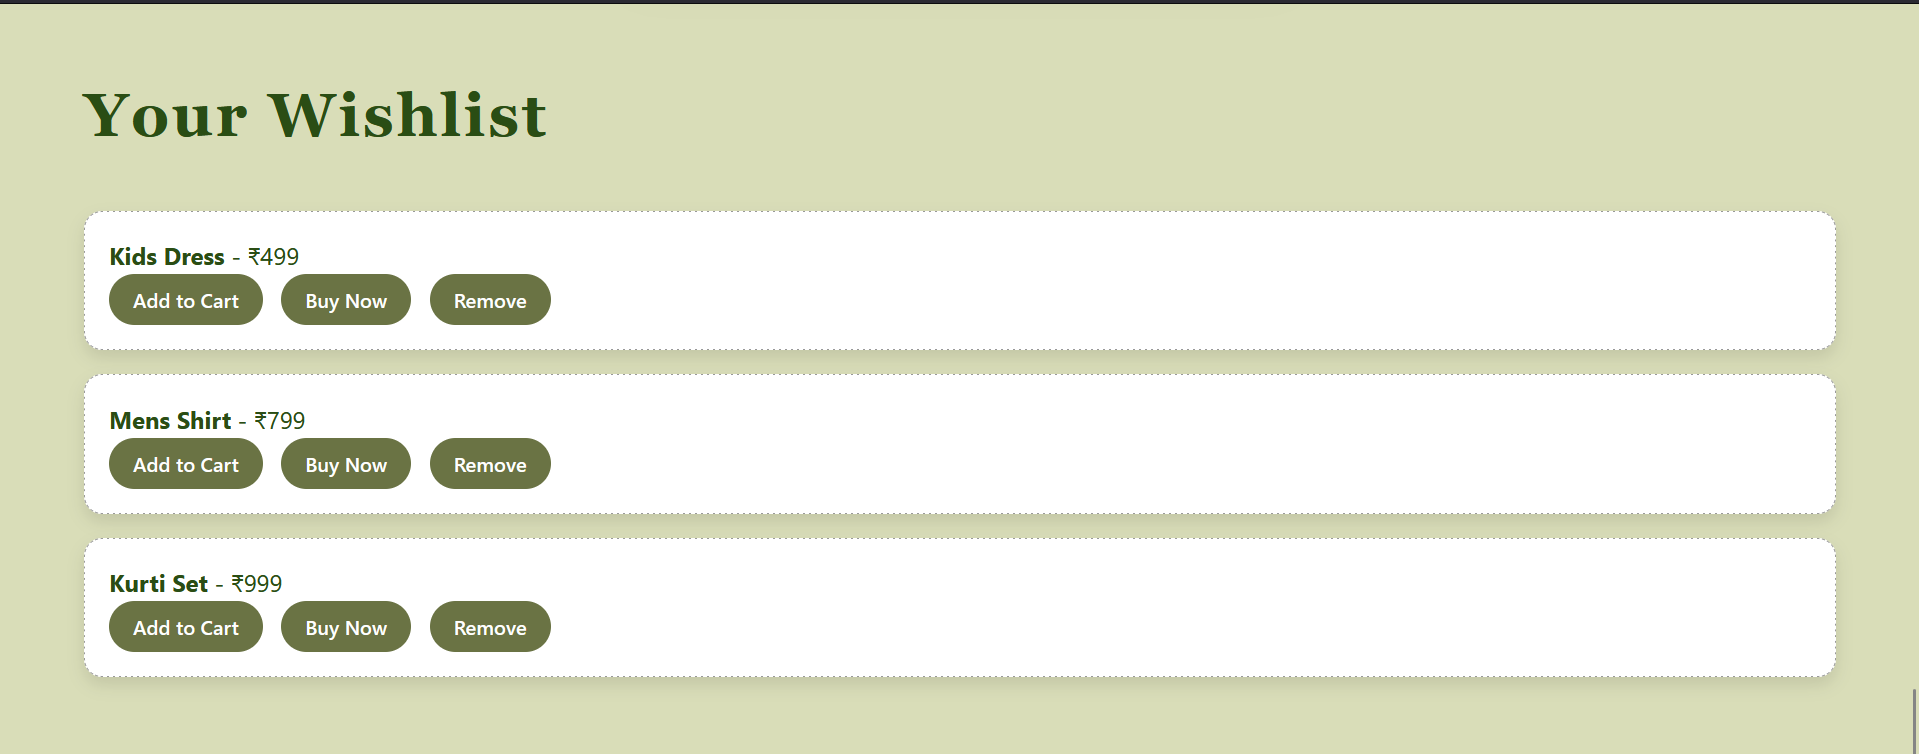 Your Wishlist
Kids Dress - ₹499
Add to Cart Buy Now Remove
Mens Shirt - ₹799
Add to Cart Buy Now Remove
Kurti Set - ₹999
Add to Cart Buy Now Remove